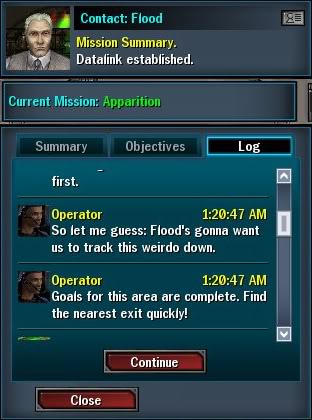 Contact: Flood
Mission Summary.
Datalink established.
Current Mission: Apparition
Summary
Objectives
Log
first.
Operator 1:20:47 AM
So let me guess: Flood's gonna want
us to track this weirdo down.
Operator 1:20:47 AM
Goals for this area are complete. Find
the nearest exit quickly!
Continue
Close